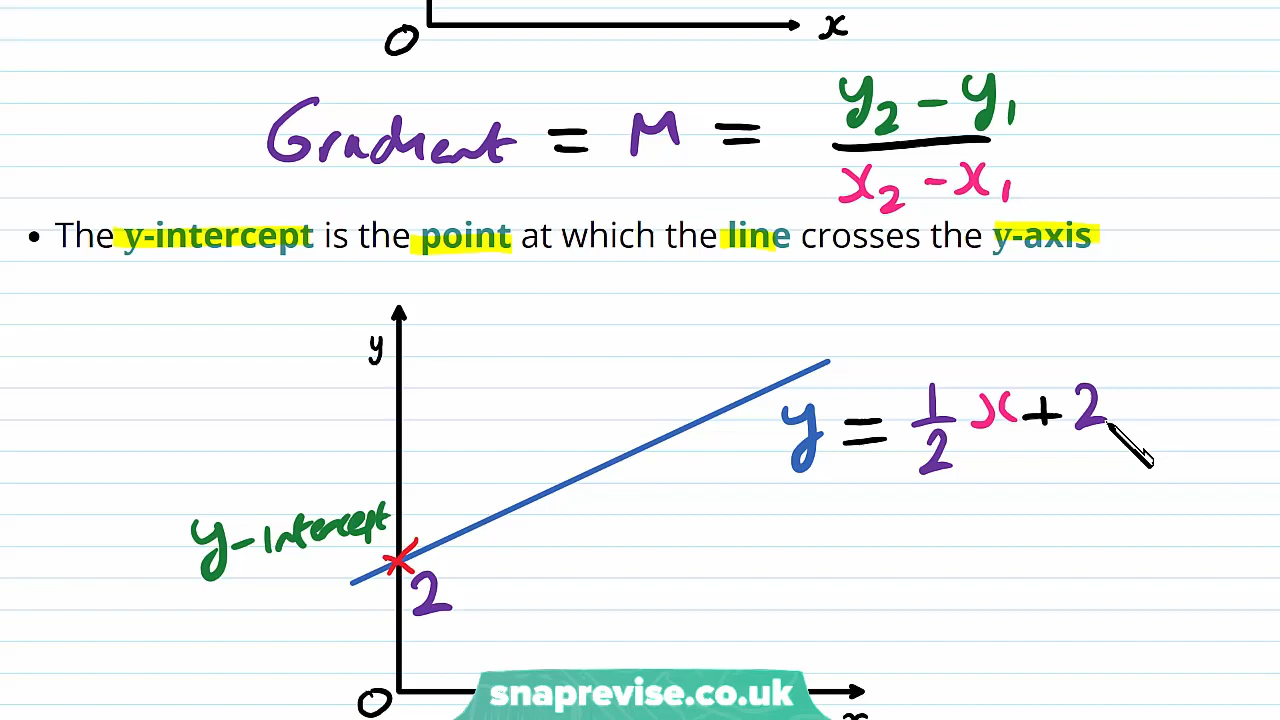 O x
Gradient = M = y₂ - y₁ / x₂ - x₁
• The y-intercept is the point at which the line crosses the y-axis
y
y = 1/2 x + 2
y-intercept
2
O x
snaprevise.co.uk